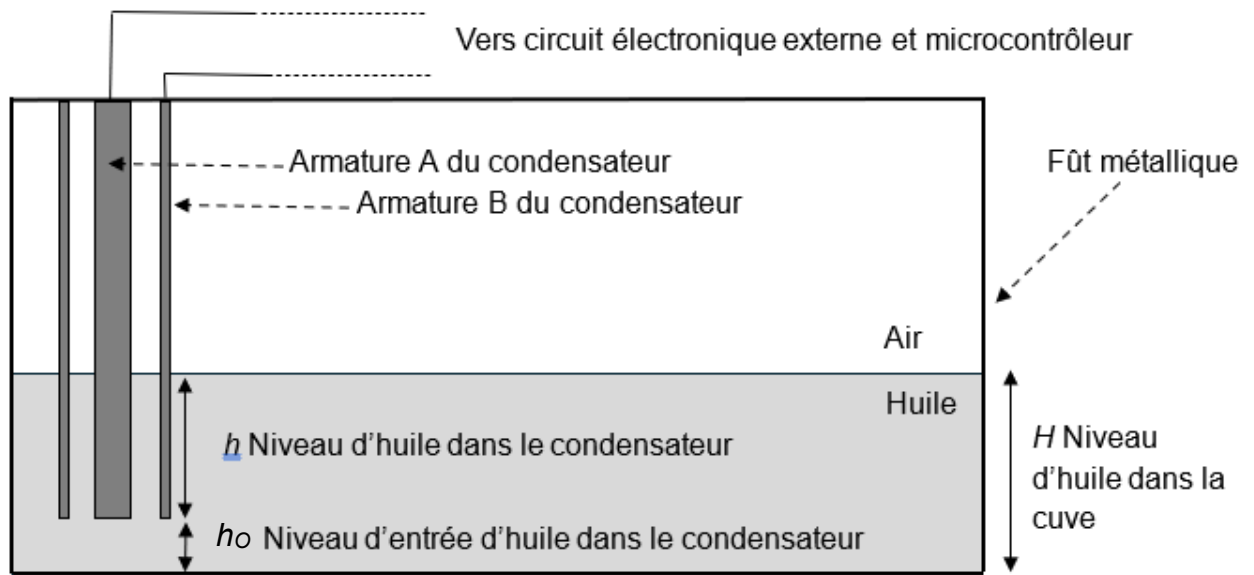 Vers circuit électronique externe et microcontrôleur
Armature A du condensateur
Fût métallique
Armature B du condensateur
Air
Huile
h Niveau d'huile dans le condensateur
H Niveau
d'huile dans la
cuve
hO Niveau d'entrée d'huile dans le condensateur